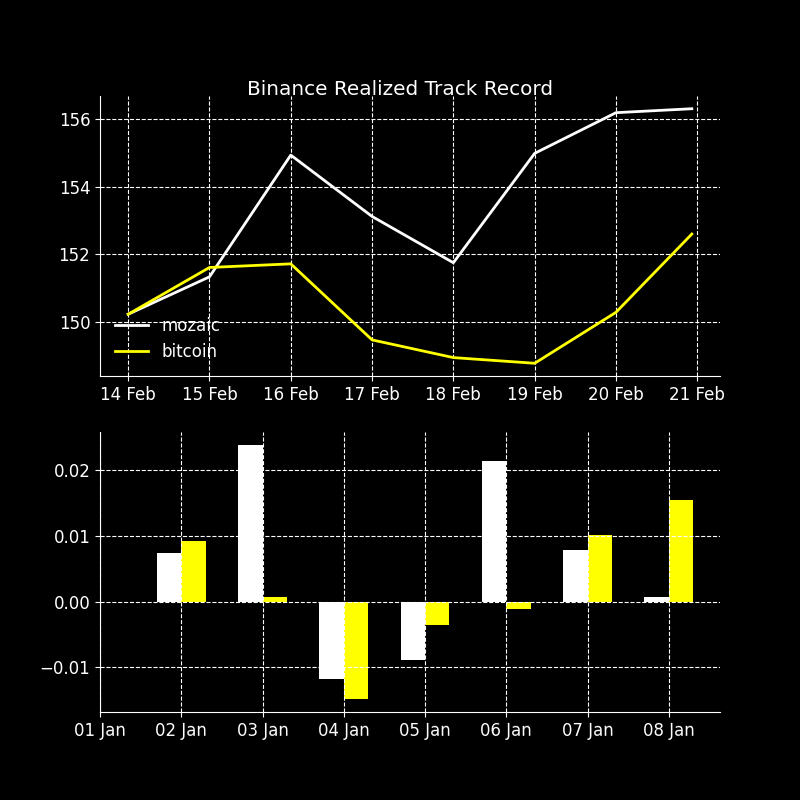 Binance Realized Track Record
156
154
152
150
mozaic
bitcoin
14 Feb 15 Feb 16 Feb 17 Feb 18 Feb 19 Feb 20 Feb 21 Feb
0.02
0.01
0.00
−0.01
01 Jan 02 Jan 03 Jan 04 Jan 05 Jan 06 Jan 07 Jan 08 Jan